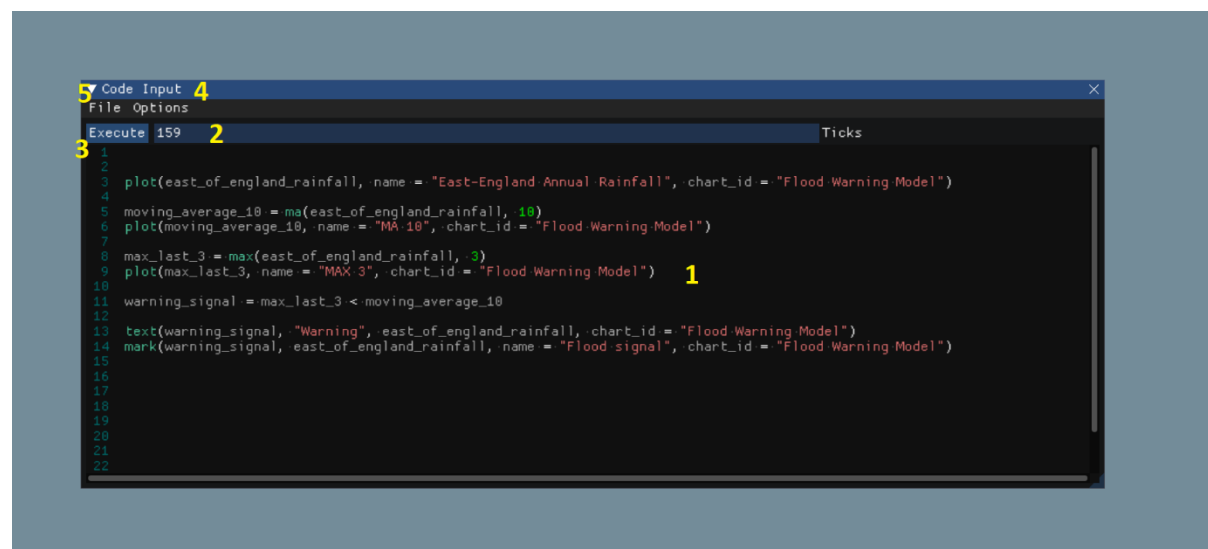 5 Code Input 4
File Options
Execute 159 2 Ticks
3 1
2
3 plot(east_of_england_rainfall, name = "East-England Annual Rainfall", chart_id = "Flood Warning Model")
4
5 moving_average_10 = ma(east_of_england_rainfall, 10)
6 plot(moving_average_10, name = "MA 10", chart_id = "Flood Warning Model")
7
8 max_last_3 = max(east_of_england_rainfall, 3)
9 plot(max_last_3, name = "MAX 3", chart_id = "Flood Warning Model") 1
10
11 warning_signal = max_last_3 < moving_average_10
12
13 text(warning_signal, "Warning", east_of_england_rainfall, chart_id = "Flood Warning Model")
14 mark(warning_signal, east_of_england_rainfall, name = "Flood signal", chart_id = "Flood Warning Model")
15
16
17
18
19
20
21
22